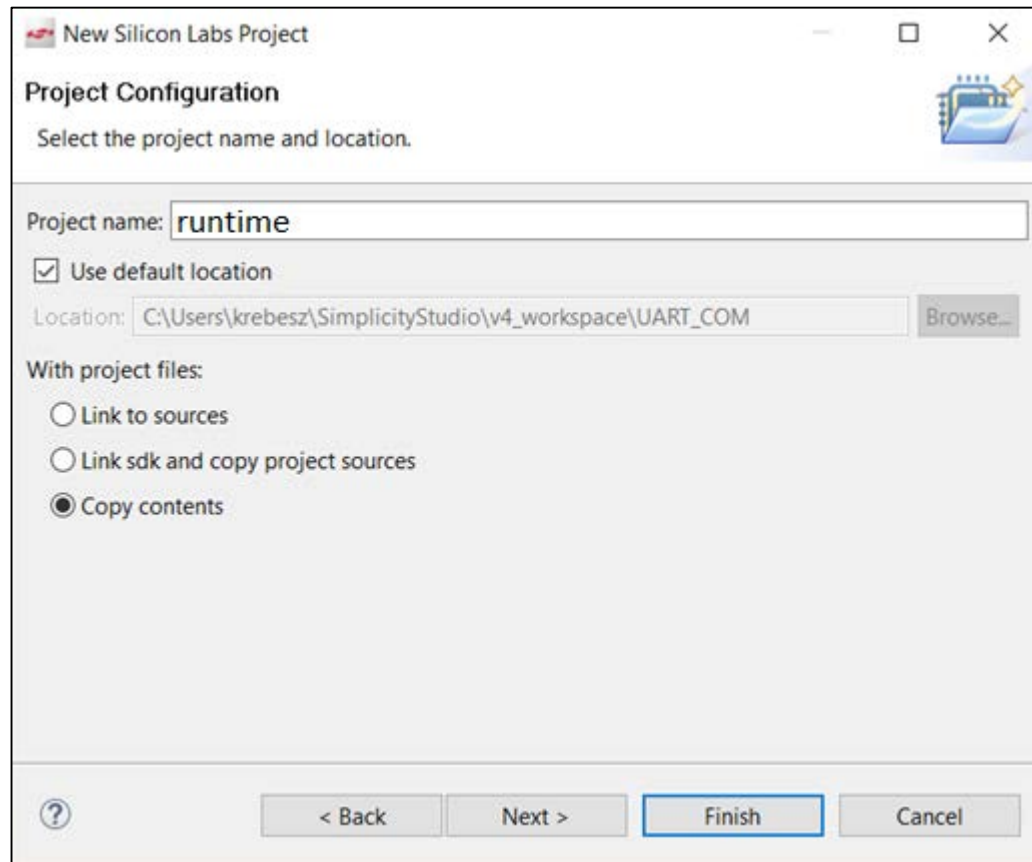 New Silicon Labs Project
Project Configuration
Select the project name and location.
Project name: runtime
Use default location
Location: C:\Users\krebesz\SimplicityStudio\v4_workspace\UART_COM Browse...
With project files:
Link to sources
Link sdk and copy project sources
Copy contents
? < Back Next > Finish Cancel